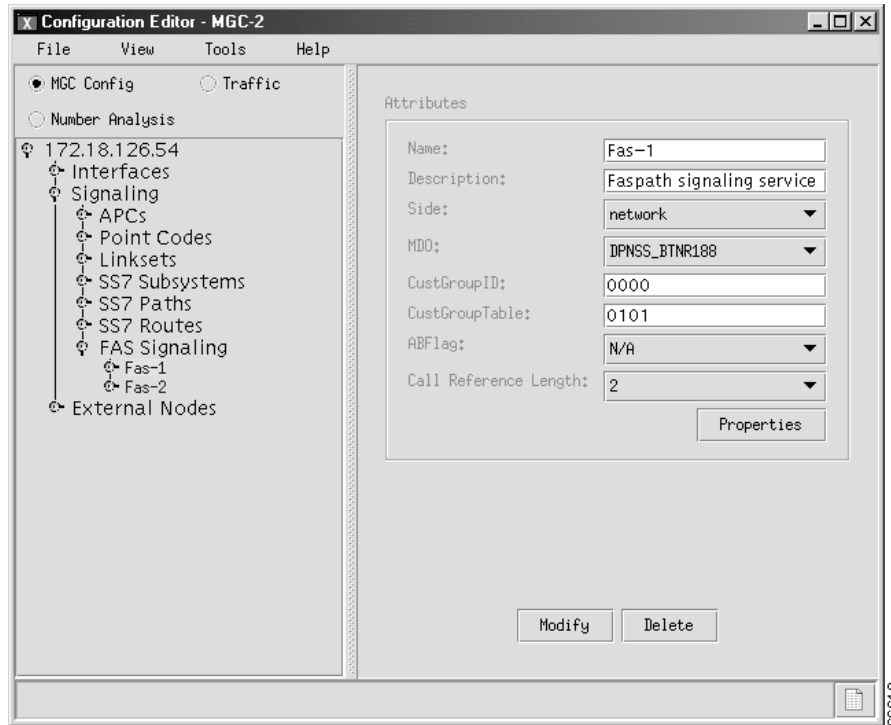 X Configuration Editor - MGC-2
File View Tools Help
MGC Config Traffic
Number Analysis
172.18.126.54
Interfaces
Signaling
APCs
Point Codes
Linksets
SS7 Subsystems
SS7 Paths
SS7 Routes
FAS Signaling
Fas-1
Fas-2
External Nodes
Attributes
Name: Fas-1
Description: Faspath signaling service
Side: network
MDO: DPNSS_BTNR188
CustGroupID: 0000
CustGroupTable: 0101
ABFlag: N/A
Call Reference Length: 2
Properties
Modify Delete